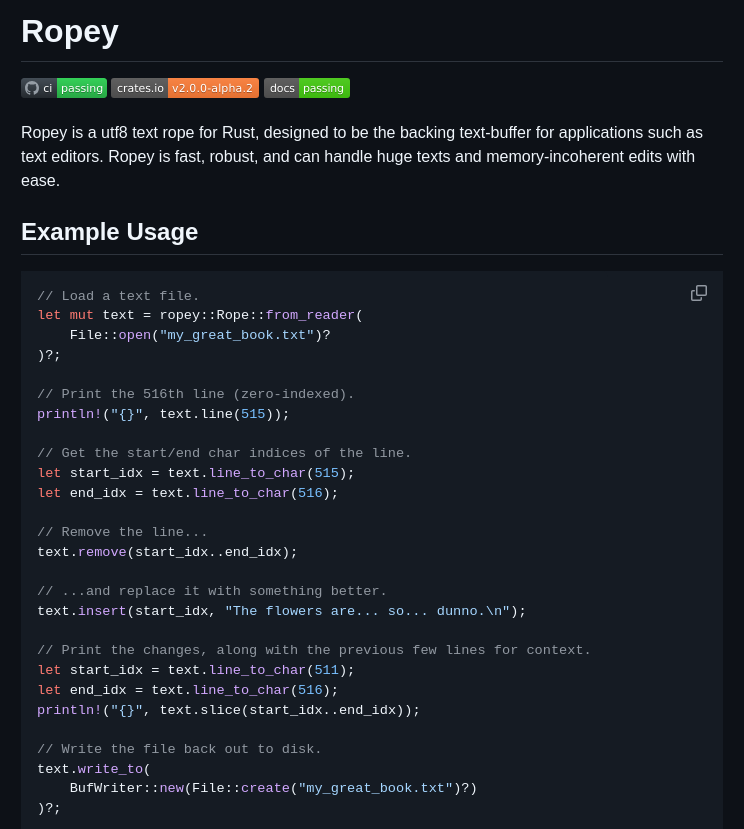 Ropey
ci passing crates.io v2.0.0-alpha.2 docs passing
Ropey is a utf8 text rope for Rust, designed to be the backing text-buffer for applications such as
text editors. Ropey is fast, robust, and can handle huge texts and memory-incoherent edits with
ease.
Example Usage
// Load a text file.
let mut text = ropey::Rope::from_reader(
    File::open("my_great_book.txt")?
)?;
// Print the 516th line (zero-indexed).
println!("{}", text.line(515));
// Get the start/end char indices of the line.
let start_idx = text.line_to_char(515);
let end_idx = text.line_to_char(516);
// Remove the line...
text.remove(start_idx..end_idx);
// ...and replace it with something better.
text.insert(start_idx, "The flowers are... so... dunno.\n");
// Print the changes, along with the previous few lines for context.
let start_idx = text.line_to_char(511);
let end_idx = text.line_to_char(516);
println!("{}", text.slice(start_idx..end_idx));
// Write the file back out to disk.
text.write_to(
    BufWriter::new(File::create("my_great_book.txt")?)
)?;